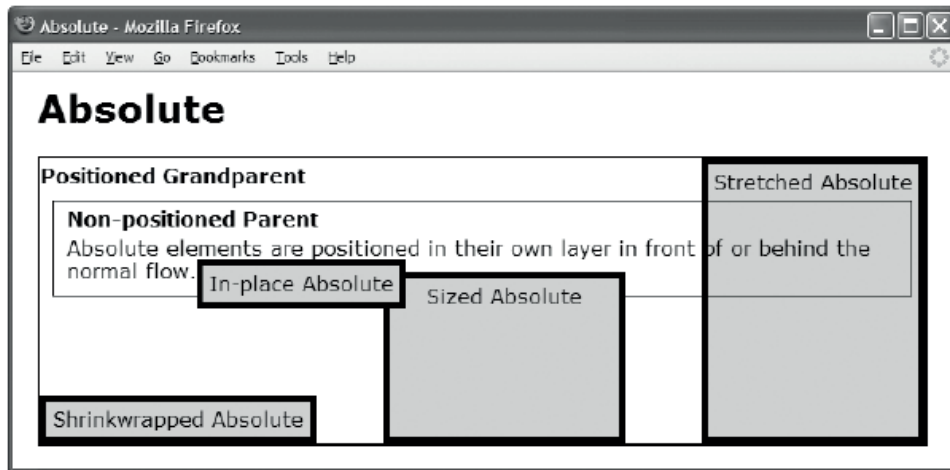 Absolute - Mozilla Firefox
File Edit View Go Bookmarks Tools Help
Absolute
Positioned Grandparent
Stretched Absolute
Non-positioned Parent
Absolute elements are positioned in their own layer in front of or behind the
normal flow.
In-place Absolute
Sized Absolute
Shrinkwrapped Absolute